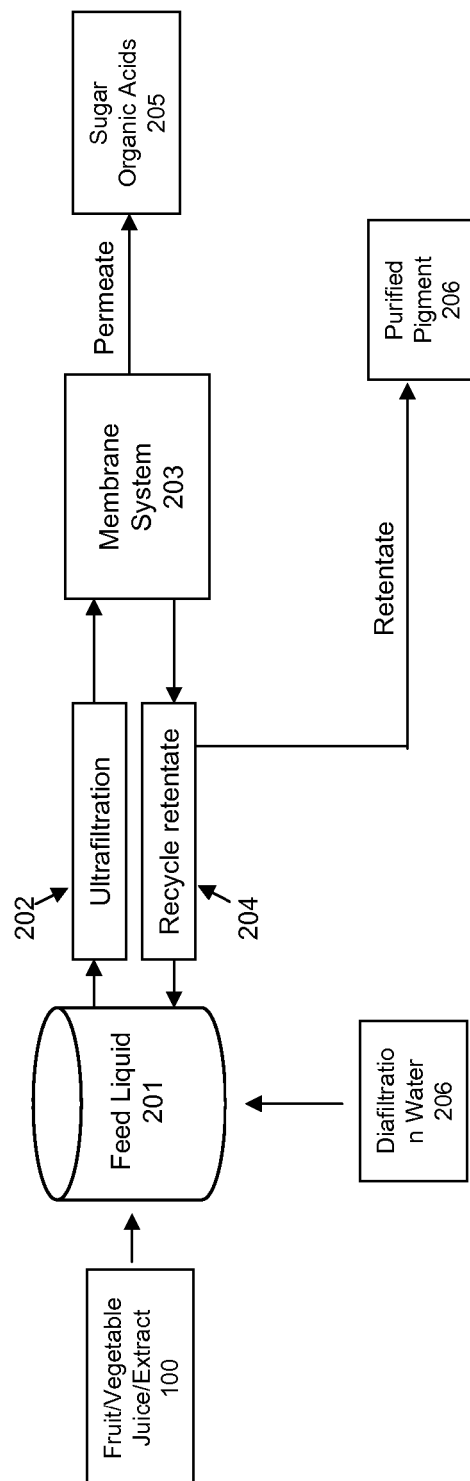 Fruit/Vegetable
Juice/Extract
100
Feed Liquid
201
202
Ultrafiltration
Recycle retentate
204
Membrane
System
203
Permeate
Sugar
Organic Acids
205
Diafiltratio
n Water
206
Retentate
Purified
Pigment
206